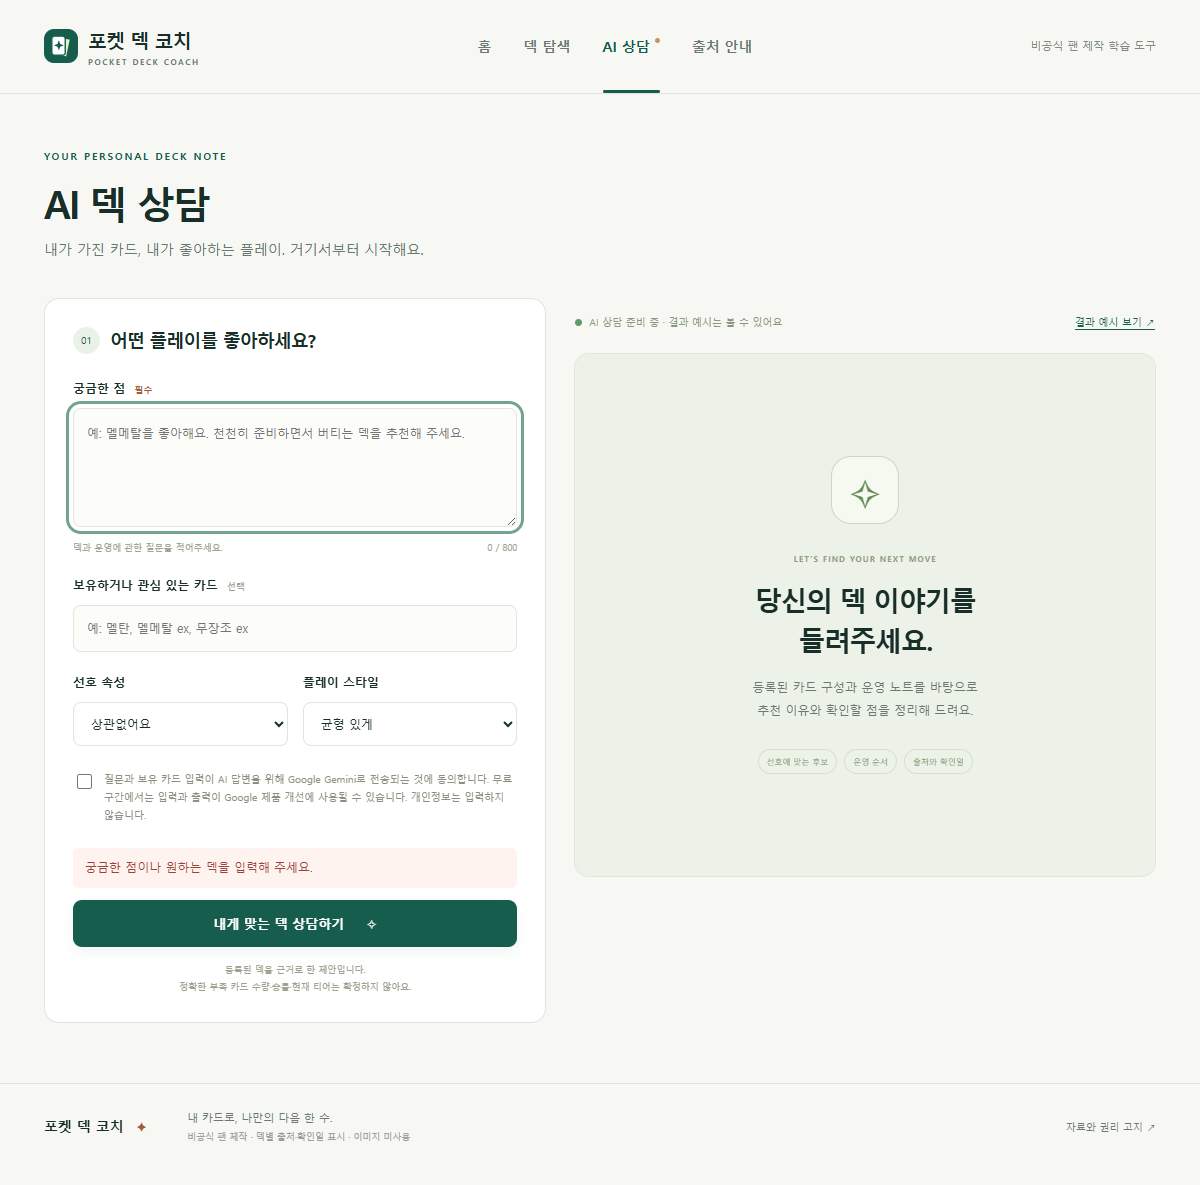 포켓 덱 코치
POCKET DECK COACH
홈
덱 탐색
AI 상담
출처 안내
비공식 팬 제작 학습 도구
YOUR PERSONAL DECK NOTE
AI 덱 상담
내가 가진 카드, 내가 좋아하는 플레이. 거기서부터 시작해요.
01
어떤 플레이를 좋아하세요?
궁금한 점 필수
예: 멜메탈을 좋아해요. 천천히 준비하면서 버티는 덱을 추천해 주세요.
덱과 운영에 관한 질문을 적어주세요.
0 / 800
보유하거나 관심 있는 카드 선택
예: 멜탄, 멜메탈 ex, 무장조 ex
선호 속성
플레이 스타일
상관없어요
균형 있게
질문과 보유 카드 입력이 AI 답변을 위해 Google Gemini로 전송되는 것에 동의합니다. 무료
구간에서는 입력과 출력이 Google 제품 개선에 사용될 수 있습니다. 개인정보는 입력하지
않습니다.
궁금한 점이나 원하는 덱을 입력해 주세요.
내게 맞는 덱 상담하기
등록된 덱을 근거로 한 제안입니다.
정확한 부족 카드 수량·승률·현재 티어는 확정하지 않아요.
AI 상담 준비 중 · 결과 예시는 볼 수 있어요
결과 예시 보기 ↗
LET'S FIND YOUR NEXT MOVE
당신의 덱 이야기를
들려주세요.
등록된 카드 구성과 운영 노트를 바탕으로
추천 이유와 확인할 점을 정리해 드려요.
선호에 맞는 후보
운영 순서
출처와 확인일
포켓 덱 코치
내 카드로, 나만의 다음 한 수.
비공식 팬 제작 · 덱별 출처·확인일 표시 · 이미지 미사용
자료와 권리 고지 ↗